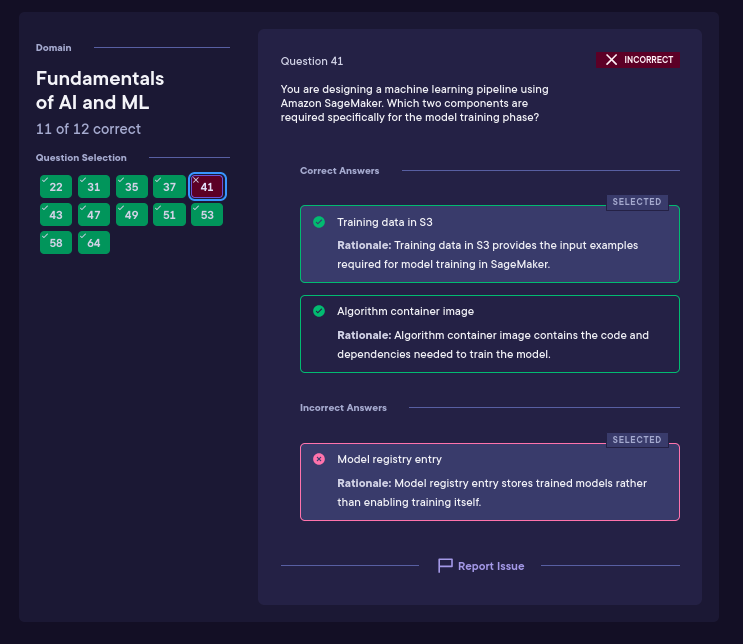 Domain
Fundamentals
of AI and ML
11 of 12 correct
Question Selection
22 31 35 37 41
43 47 49 51 53
58 64
Question 41
INCORRECT
You are designing a machine learning pipeline using
Amazon SageMaker. Which two components are
required specifically for the model training phase?
Correct Answers
SELECTED
Training data in S3
Rationale: Training data in S3 provides the input examples
required for model training in SageMaker.
Algorithm container image
Rationale: Algorithm container image contains the code and
dependencies needed to train the model.
Incorrect Answers
SELECTED
Model registry entry
Rationale: Model registry entry stores trained models rather
than enabling training itself.
Report Issue